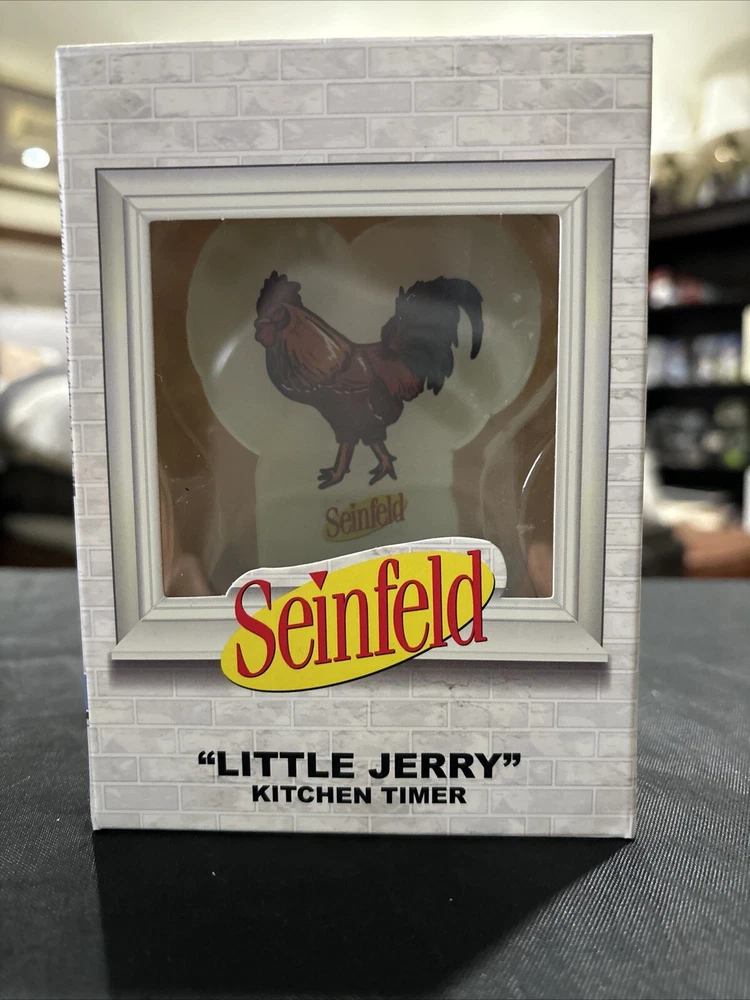 Seinfeld
Seinfeld
“LITTLE JERRY”
KITCHEN TIMER